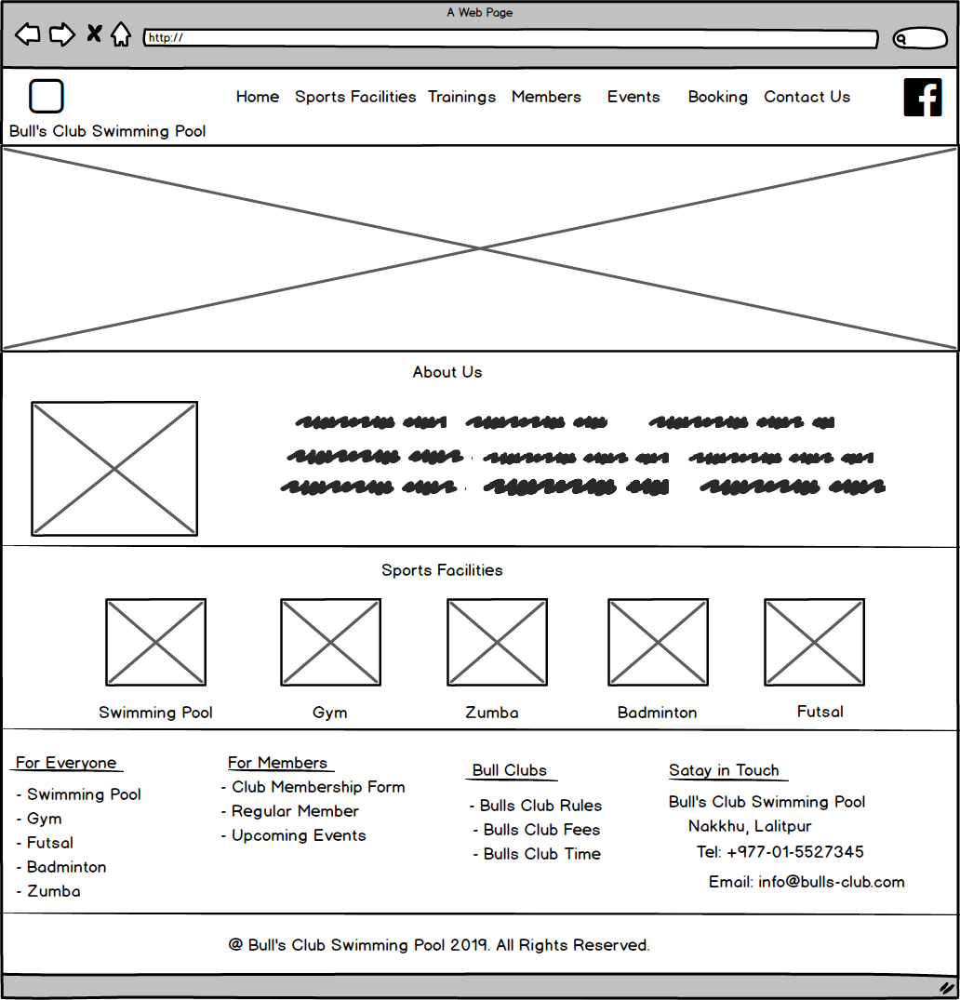 A Web Page
http://
Home Sports Facilities Trainings Members Events Booking Contact Us
Bull's Club Swimming Pool
About Us
Sports Facilities
Swimming Pool Gym Zumba Badminton Futsal
For Everyone
- Swimming Pool
- Gym
- Futsal
- Badminton
- Zumba
For Members
- Club Membership Form
- Regular Member
- Upcoming Events
Bull Clubs
- Bulls Club Rules
- Bulls Club Fees
- Bulls Club Time
Satay in Touch
Bull's Club Swimming Pool
Nakkhu, Lalitpur
Tel: +977-01-5527345
Email: info@bulls-club.com
@ Bull's Club Swimming Pool 2019. All Rights Reserved.